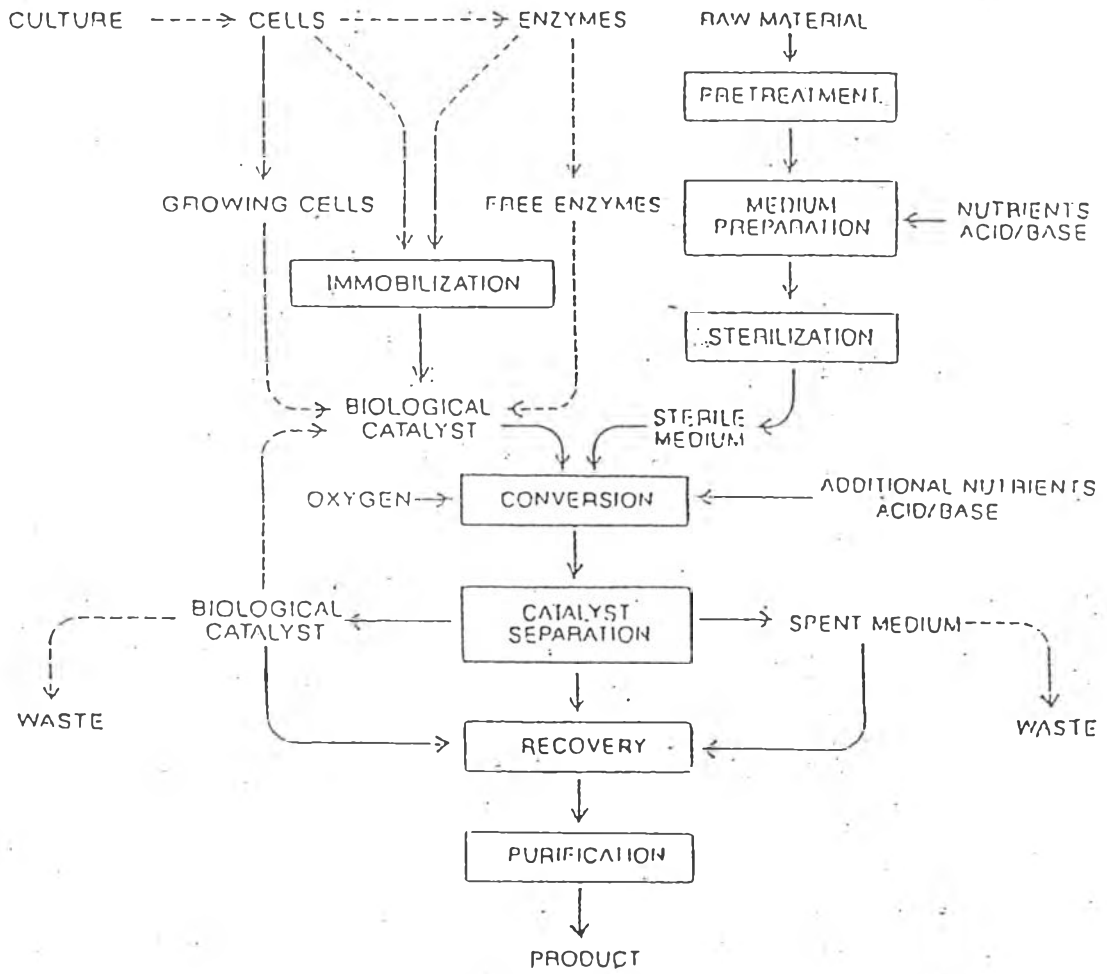 CULTURE
CELLS
ENZYMES
RAW MATERIAL
PRETREATMENT
GROWING CELLS
FREE ENZYMES
MEDIUM
PREPARATION
NUTRIENTS
ACID/BASE
IMMOBILIZATION
STERILIZATION
BIOLOGICAL
CATALYST
STERILE
MEDIUM
OXYGEN
CONVERSION
ADDITIONAL NUTRIENTS
ACID/BASE
BIOLOGICAL
CATALYST
CATALYST
SEPARATION
SPENT MEDIUM
WASTE
RECOVERY
WASTE
PURIFICATION
PRODUCT